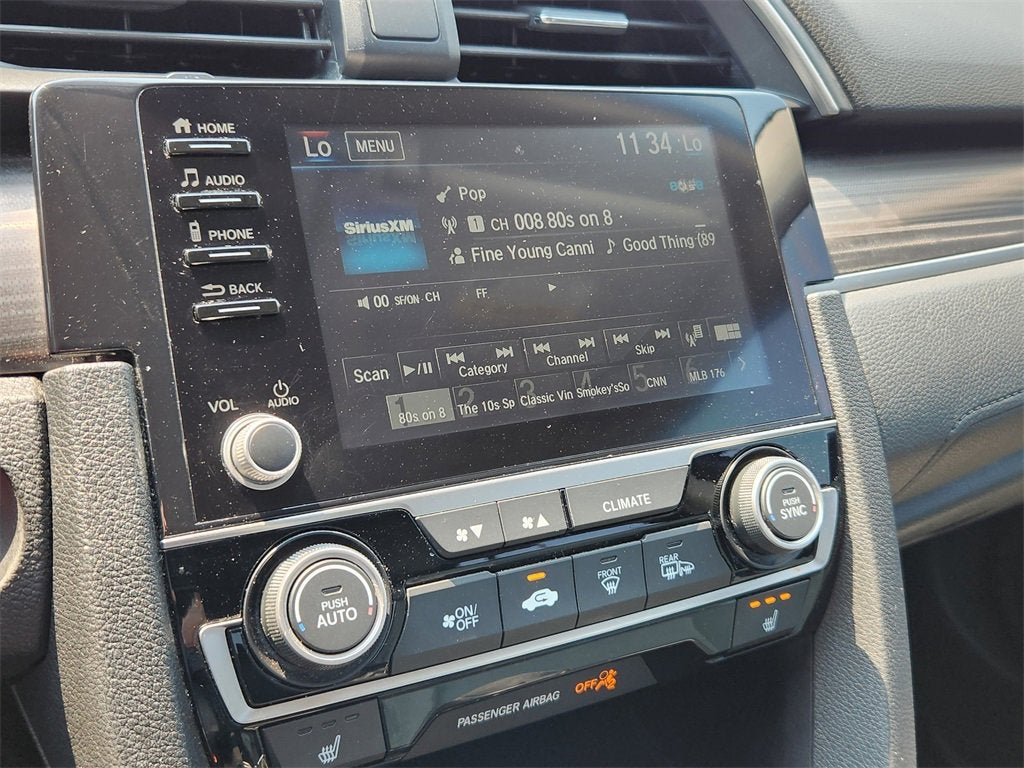 HOME
AUDIO
PHONE
BACK
VOL AUDIO
Lo MENU 11 34 Lo
Pop
SiriusXM
1 CH 008 80s on 8
Fine Young Canni Good Thing (89
00 SF/ON CH FF
Scan Category Channel Skip
1 2 3 4 5 6
80s on 8 The 10s Sp Classic Vin Smokey'sSo CNN MLB 176
CLIMATE
PUSH
SYNC
PUSH
AUTO
ON/
OFF
FRONT
REAR
PASSENGER AIRBAG OFF